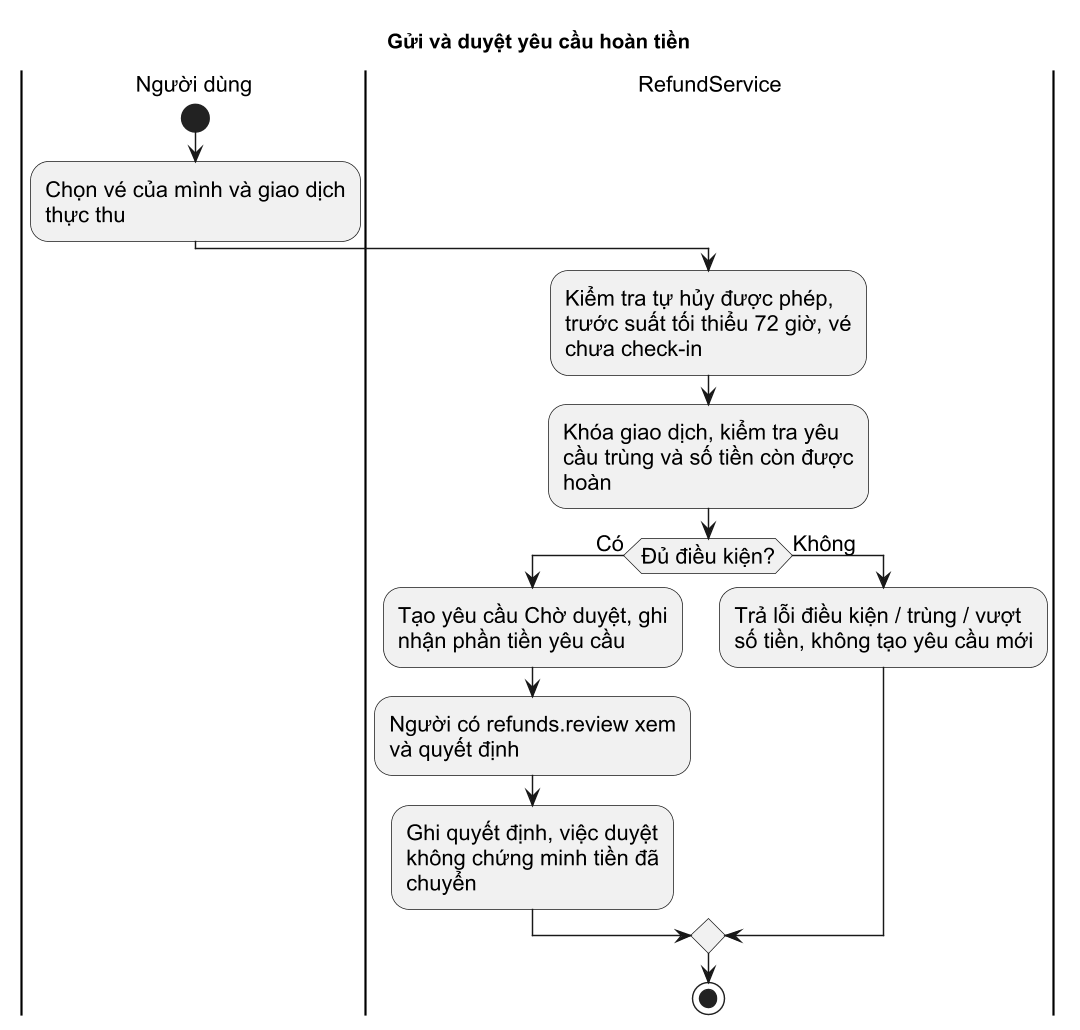 Gửi và duyệt yêu cầu hoàn tiền
Người dùng
RefundService
Chọn vé của mình và giao dịch
thực thu
Kiểm tra tự hủy được phép,
trước suất tối thiểu 72 giờ, vé
chưa check-in
Khóa giao dịch, kiểm tra yêu
cầu trùng và số tiền còn được
hoàn
Đủ điều kiện?
Có
Không
Tạo yêu cầu Chờ duyệt, ghi
nhận phần tiền yêu cầu
Trả lỗi điều kiện / trùng / vượt
số tiền, không tạo yêu cầu mới
Người có refunds.review xem
và quyết định
Ghi quyết định, việc duyệt
không chứng minh tiền đã
chuyển